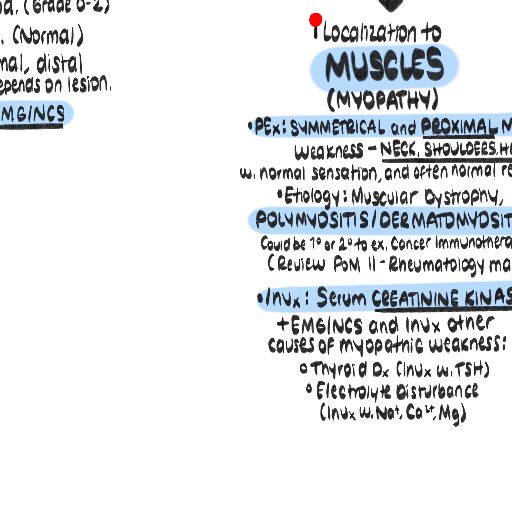 (Grade 0-2)
(Normal)
distal
depends on lesion.
EMG/NCS
Localization to
MUSCLES
(MYOPATHY)
•PEx: SYMMETRICAL and PROXIMAL
Weakness - NECK, SHOULDERS,
w. normal sensation, and often normal
•Etiology: Muscular Dystrophy,
POLYMYOSITIS/DERMATOMYOSIT
Could be 1° or 2° to ex. Cancer Immunothera
(Review PoM II - Rheumatology ma
•Invx: Serum CREATININE KINAS
+EMG/NCS and Invx other
causes of myopathic weakness:
○Thyroid Dx (Invx w. TSH)
○Electrolyte Disturbance
(Invx w. Na⁺, Ca²⁺, Mg)